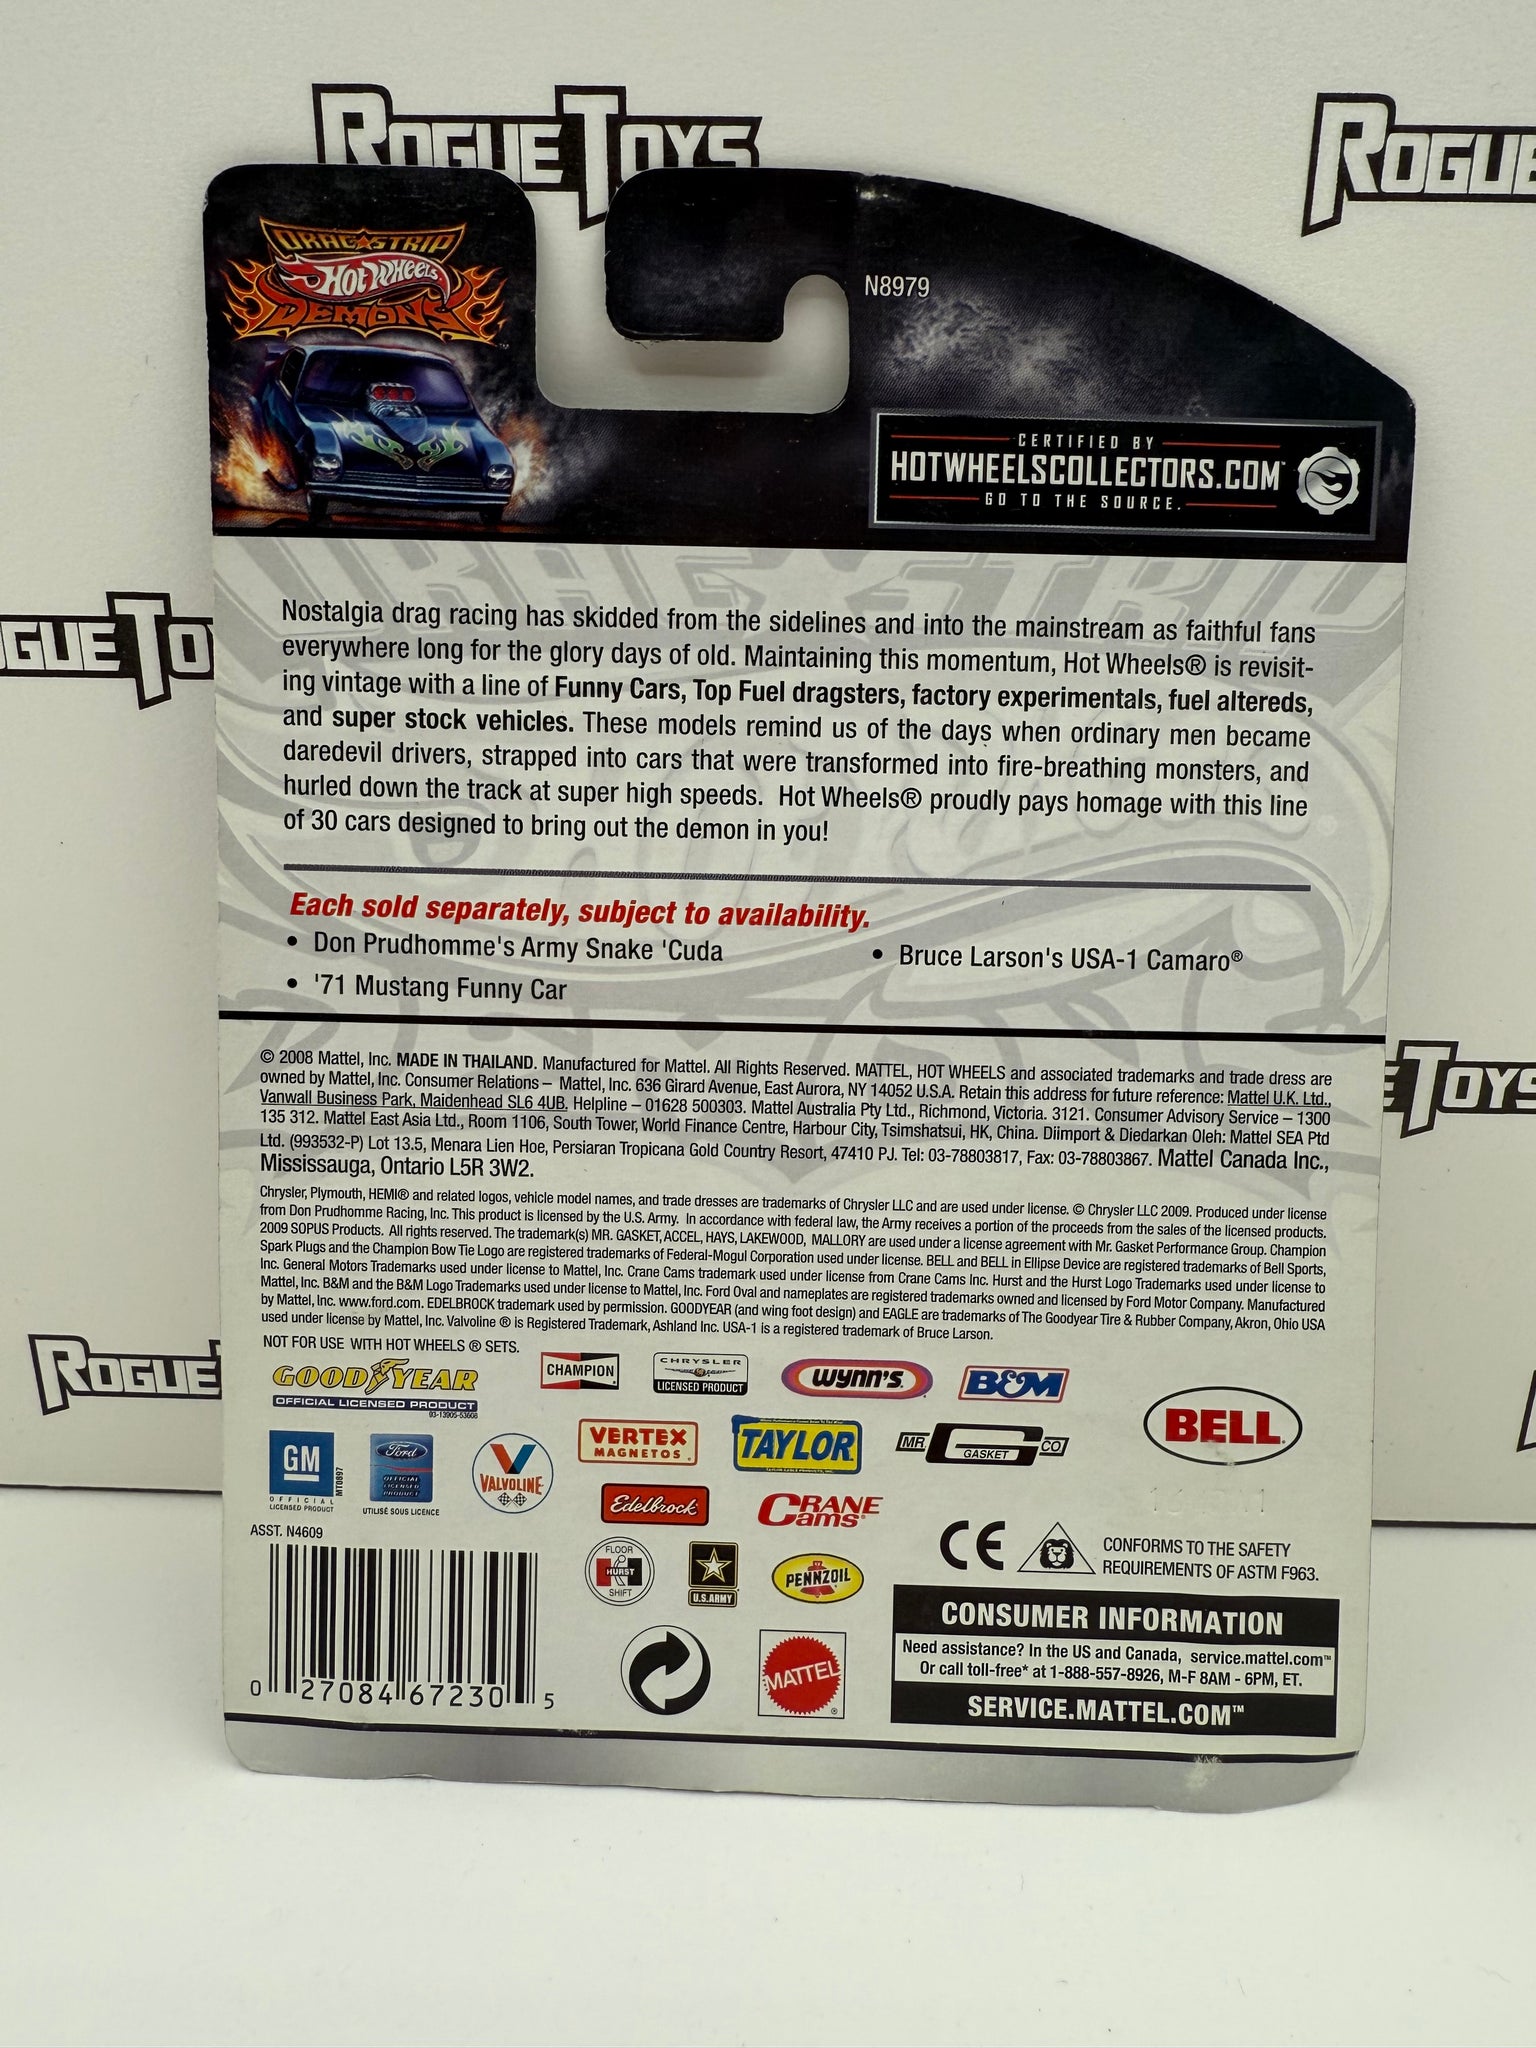 ROGUE TOYS
ROGUE
DRAG STRIP
HOT WHEELS
DEMONS
N8979
CERTIFIED BY
HOTWHEELSCOLLECTORS.COM™
GO TO THE SOURCE.
Nostalgia drag racing has skidded from the sidelines and into the mainstream as faithful fans
everywhere long for the glory days of old. Maintaining this momentum, Hot Wheels® is revisit-
ing vintage with a line of Funny Cars, Top Fuel dragsters, factory experimentals, fuel altereds,
and super stock vehicles. These models remind us of the days when ordinary men became
daredevil drivers, strapped into cars that were transformed into fire-breathing monsters, and
hurled down the track at super high speeds. Hot Wheels® proudly pays homage with this line
of 30 cars designed to bring out the demon in you!
Each sold separately, subject to availability.
• Don Prudhomme's Army Snake 'Cuda
• Bruce Larson's USA-1 Camaro®
• '71 Mustang Funny Car
© 2008 Mattel, Inc. MADE IN THAILAND. Manufactured for Mattel. All Rights Reserved. MATTEL, HOT WHEELS and associated trademarks and trade dress are
owned by Mattel, Inc. Consumer Relations – Mattel, Inc. 636 Girard Avenue, East Aurora, NY 14052 U.S.A. Retain this address for future reference: Mattel U.K. Ltd.,
Vanwall Business Park, Maidenhead SL6 4UB. Helpline – 01628 500303. Mattel Australia Pty Ltd., Richmond, Victoria. 3121. Consumer Advisory Service – 1300
135 312. Mattel East Asia Ltd., Room 1106, South Tower, World Finance Centre, Harbour City, Tsimshatsui, HK, China. Diimport & Diedarkan Oleh: Mattel SEA Ptd
Ltd. (993532-P) Lot 13.5, Menara Lien Hoe, Persiaran Tropicana Gold Country Resort, 47410 PJ. Tel: 03-78803817, Fax: 03-78803867. Mattel Canada Inc.,
Mississauga, Ontario L5R 3W2.
Chrysler, Plymouth, HEMI® and related logos, vehicle model names, and trade dresses are trademarks of Chrysler LLC and are used under license. © Chrysler LLC 2009. Produced under license
from Don Prudhomme Racing, Inc. This product is licensed by the U.S. Army. In accordance with federal law, the Army receives a portion of the proceeds from the sales of the licensed products.
2009 SOPUS Products. All rights reserved. The trademark(s) MR. GASKET, ACCEL, HAYS, LAKEWOOD, MALLORY are used under a license agreement with Mr. Gasket Performance Group. Champion
Spark Plugs and the Champion Bow Tie Logo are registered trademarks of Federal-Mogul Corporation used under license. BELL and BELL in Ellipse Device are registered trademarks of Bell Sports,
Inc. General Motors Trademarks used under license to Mattel, Inc. Crane Cams trademark used under license from Crane Cams Inc. Hurst and the Hurst Logo Trademarks used under license to
Mattel, Inc. B&M and the B&M Logo Trademarks used under license to Mattel, Inc. Ford Oval and nameplates are registered trademarks owned and licensed by Ford Motor Company. Manufactured
by Mattel, Inc. www.ford.com. EDELBROCK trademark used by permission. GOODYEAR (and wing foot design) and EAGLE are trademarks of The Goodyear Tire & Rubber Company, Akron, Ohio USA
used under license by Mattel, Inc. Valvoline ® is Registered Trademark, Ashland Inc. USA-1 is a registered trademark of Bruce Larson.
NOT FOR USE WITH HOT WHEELS ® SETS.
GOODYEAR
OFFICIAL LICENSED PRODUCT
CHAMPION
CHRYSLER
LICENSED PRODUCT
WYNN'S
B&M
BELL
GM
OFFICIAL
LICENSED PRODUCT
MT0897
Ford
OFFICIAL
LICENSED
PRODUCT
UTILISÉ SOUS LICENCE
VALVOLINE
VERTEX
MAGNETOS
TAYLOR
MR. GASKET CO
Edelbrock
CRANE
Cams
ASST. N4609
FLOOR
HURST
SHIFT
U.S.ARMY
PENNZOIL
CE
CONFORMS TO THE SAFETY
REQUIREMENTS OF ASTM F963.
0 27084 67230 5
MATTEL
CONSUMER INFORMATION
Need assistance? In the US and Canada, service.mattel.com™
Or call toll-free* at 1-888-557-8926, M-F 8AM - 6PM, ET.
SERVICE.MATTEL.COM™